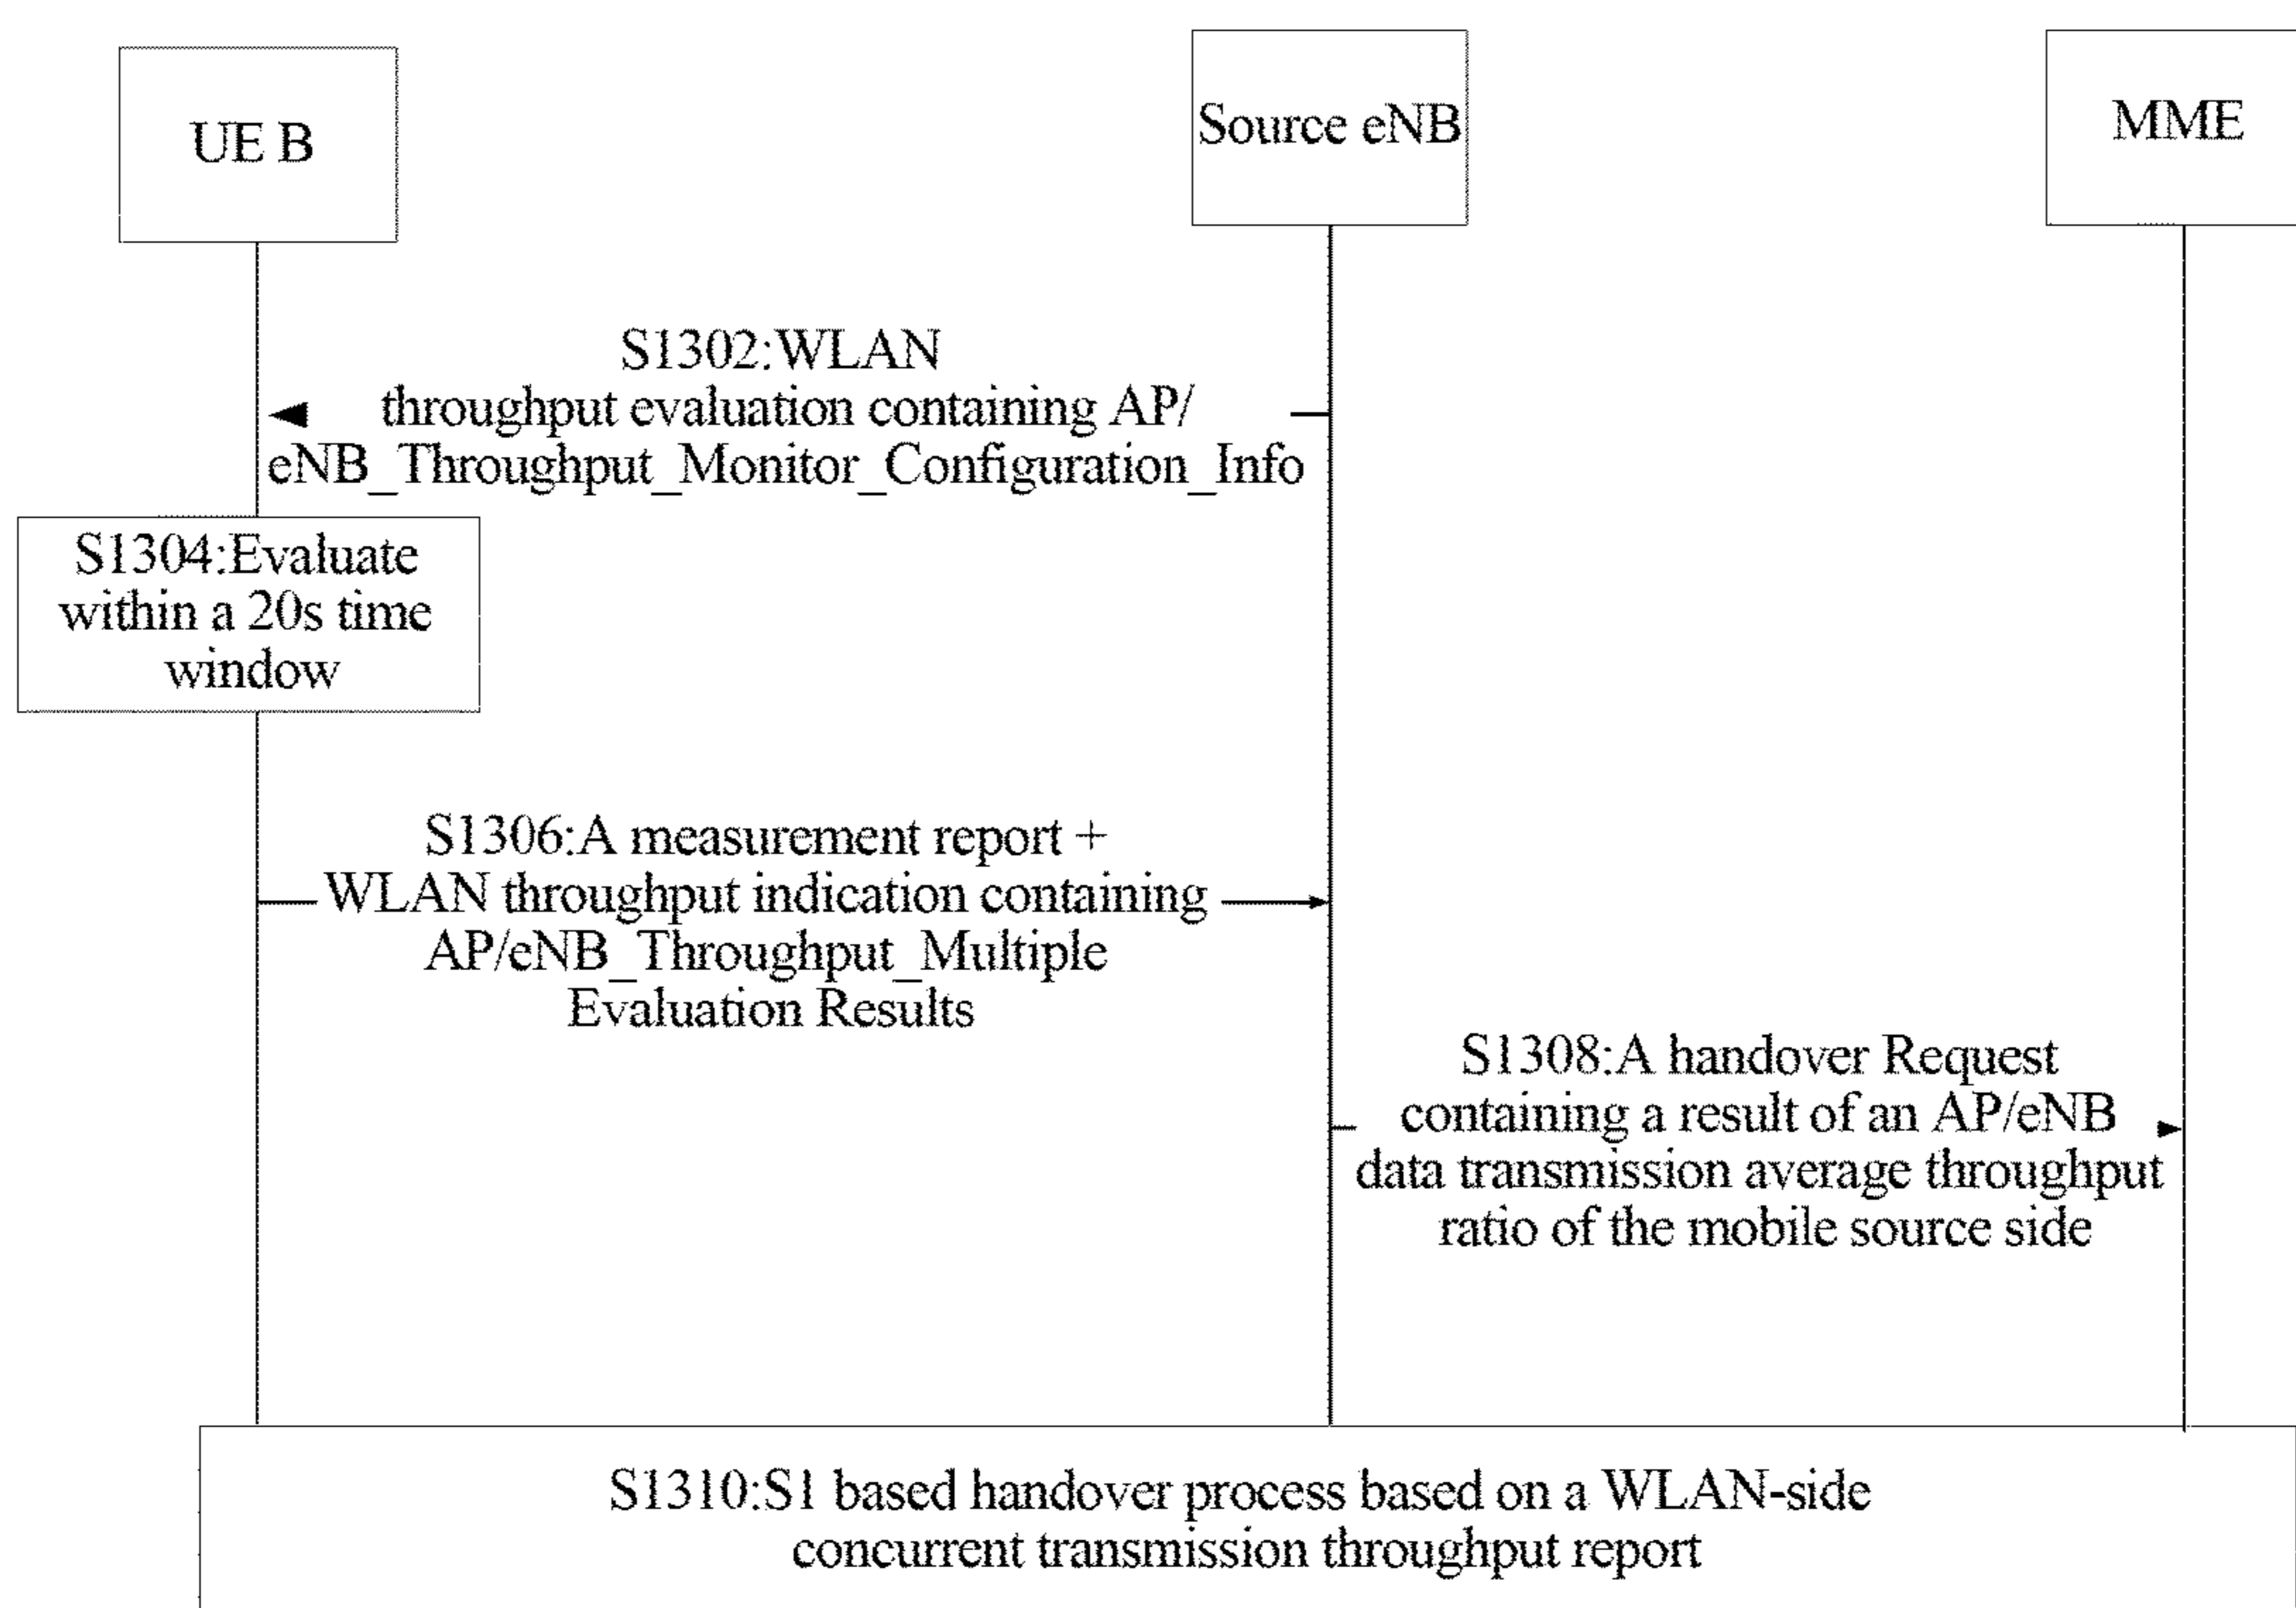 UE B
Source eNB
MME
S1302:WLAN
throughput evaluation containing AP/
eNB_Throughput_Monitor_Configuration_Info
S1304:Evaluate
within a 20s time
window
S1306:A measurement report +
WLAN throughput indication containing
AP/eNB_Throughput_Multiple
Evaluation Results
S1308:A handover Request
containing a result of an AP/eNB
data transmission average throughput
ratio of the mobile source side
S1310:S1 based handover process based on a WLAN-side
concurrent transmission throughput report